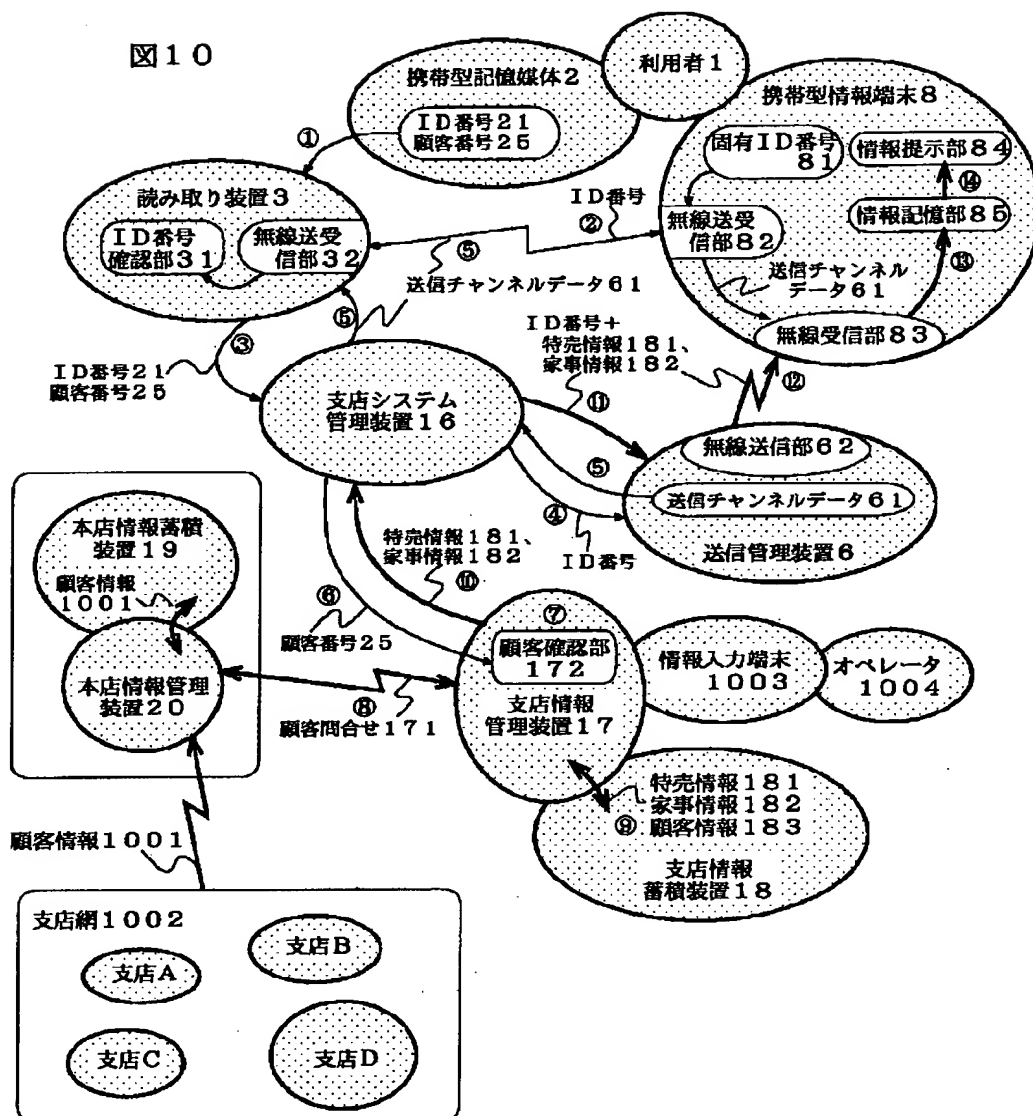 図10
携帯型記憶媒体2
ID番号21
顧客番号25
利用者1
携帯型情報端末8
固有ID番号
81
情報提示部84
⑭
情報記憶部85
無線送受
信部82
⑬
送信チャンネル
データ61
無線受信部83
①
読み取り装置3
ID番号
確認部31
無線送受
信部32
ID番号
②
⑤
送信チャンネルデータ61
⑤
③
ID番号21
顧客番号25
ID番号+
特売情報181、
家事情報182
⑫
⑪
支店システム
管理装置16
無線送信部62
⑤
送信チャンネルデータ61
④
送信管理装置6
ID番号
本店情報蓄積
装置19
顧客情報
1001
本店情報管理
装置20
特売情報181、
家事情報182
⑩
⑥
顧客番号25
⑦
顧客確認部
172
支店情報
管理装置17
情報入力端末
1003
オペレータ
1004
⑧
顧客問合せ171
特売情報181
家事情報182
顧客情報183
⑨
支店情報
蓄積装置18
顧客情報1001
支店網1002
支店A
支店B
支店C
支店D